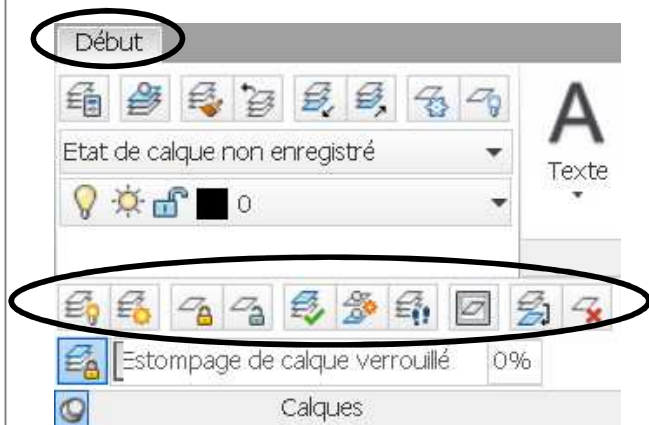 Début
Etat de calque non enregistré
A
Texte
0
Estompage de calque verrouillé 0%
Calques